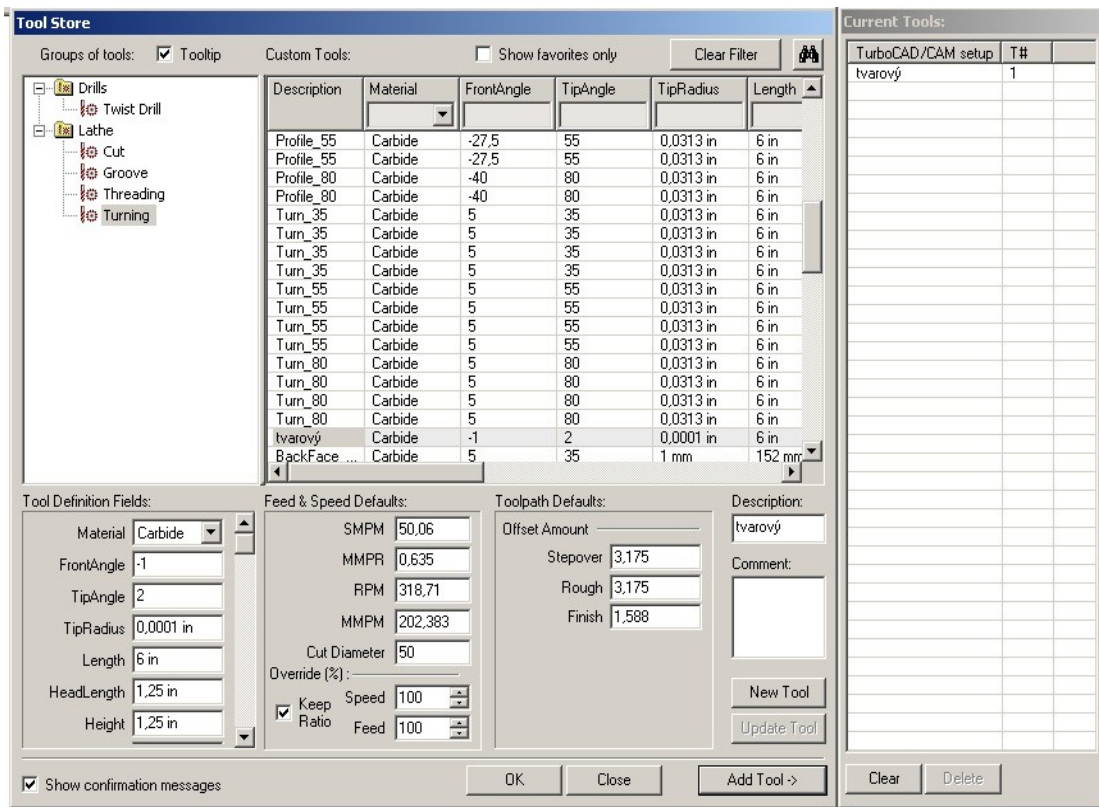 Tool Store
Groups of tools: Tooltip Custom Tools: Show favorites only Clear Filter
Drills
Twist Drill
Lathe
Cut
Groove
Threading
Turning
Description Material FrontAngle TipAngle TipRadius Length
Profile_55 Carbide -27,5 55 0,0313 in 6 in
Profile_55 Carbide -27,5 55 0,0313 in 6 in
Profile_80 Carbide -40 80 0,0313 in 6 in
Profile_80 Carbide -40 80 0,0313 in 6 in
Turn_35 Carbide 5 35 0,0313 in 6 in
Turn_35 Carbide 5 35 0,0313 in 6 in
Turn_35 Carbide 5 35 0,0313 in 6 in
Turn_35 Carbide 5 35 0,0313 in 6 in
Turn_55 Carbide 5 55 0,0313 in 6 in
Turn_55 Carbide 5 55 0,0313 in 6 in
Turn_55 Carbide 5 55 0,0313 in 6 in
Turn_55 Carbide 5 55 0,0313 in 6 in
Turn_80 Carbide 5 80 0,0313 in 6 in
Turn_80 Carbide 5 80 0,0313 in 6 in
Turn_80 Carbide 5 80 0,0313 in 6 in
Turn_80 Carbide 5 80 0,0313 in 6 in
tvarový Carbide -1 2 0,0001 in 6 in
BackFace ... Carbide 5 35 1 mm 152 mm
Tool Definition Fields:
Material Carbide
FrontAngle -1
TipAngle 2
TipRadius 0,0001 in
Length 6 in
HeadLength 1,25 in
Height 1,25 in
Feed & Speed Defaults:
SMPM 50,06
MMPR 0,635
RPM 318,71
MMPM 202,383
Cut Diameter 50
Override (%) :
Keep Ratio
Speed 100
Feed 100
Toolpath Defaults:
Offset Amount
Stepover 3,175
Rough 3,175
Finish 1,588
Description:
tvarový
Comment:
New Tool
Update Tool
Show confirmation messages OK Close Add Tool ->
Current Tools:
TurboCAD/CAM setup T#
tvarový 1
Clear Delete